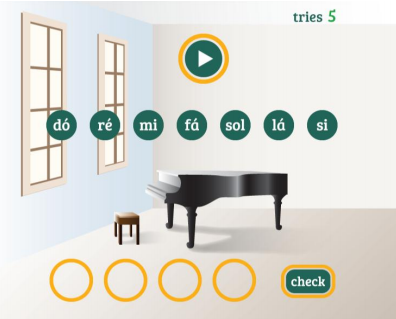 tries 5
dó ré mi fá sol lá si
check